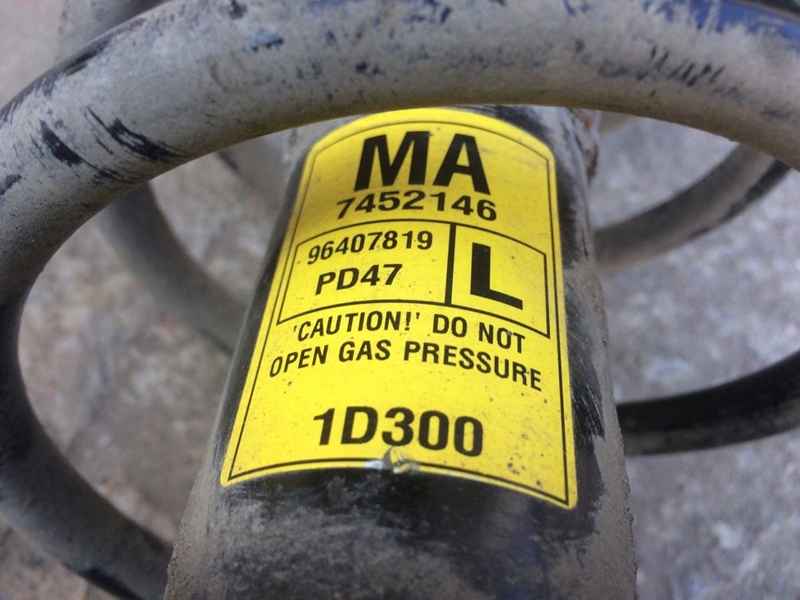 MA
7452146
96407819
PD47
L
'CAUTION!' DO NOT
OPEN GAS PRESSURE
1D300